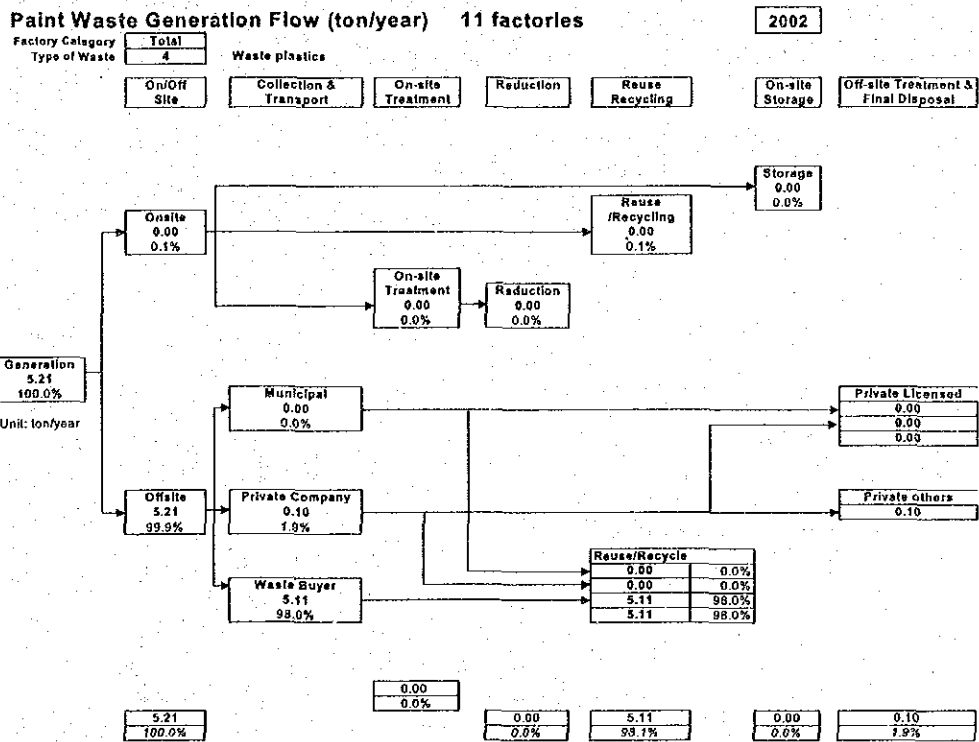 Paint Waste Generation Flow (ton/year) 11 factories 2002
Factory Category Total
Type of Waste 4 Waste plastics
On/Off Site
Collection & Transport
On-site Treatment
Reduction
Reuse Recycling
On-site Storage
Off-site Treatment & Final Disposal
Storage
0.00
0.0%
Onsite
0.00
0.1%
Reuse
/Recycling
0.00
0.1%
On-site
Treatment
0.00
0.0%
Reduction
0.00
0.0%
Generation
5.21
100.0%
Unit: ton/year
Municipal
0.00
0.0%
Private Licensed
0.00
0.00
0.00
Offsite
5.21
99.9%
Private Company
0.10
1.9%
Private others
0.10
Waste Buyer
5.11
98.0%
Reuse/Recycle
0.00 0.0%
0.00 0.0%
5.11 98.0%
5.11 98.0%
0.00
0.0%
5.21 0.00 5.11 0.00 0.10
100.0% 0.0% 98.1% 0.0% 1.9%